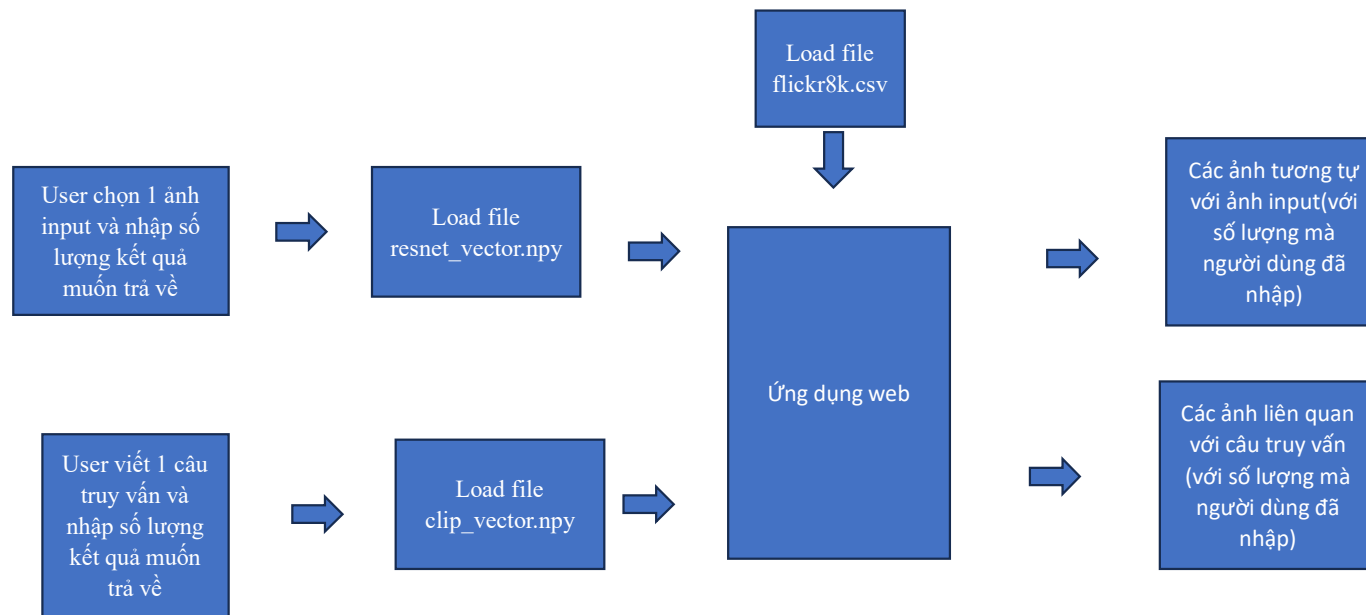 Load file
flickr8k.csv
User chọn 1 ảnh
input và nhập số
lượng kết quả
muốn trả về
Load file
resnet_vector.npy
Các ảnh tương tự
với ảnh input(với
số lượng mà
người dùng đã
nhập)
Ứng dụng web
User viết 1 câu
truy vấn và
nhập số lượng
kết quả muốn
trả về
Load file
clip_vector.npy
Các ảnh liên quan
với câu truy vấn
(với số lượng mà
người dùng đã
nhập)